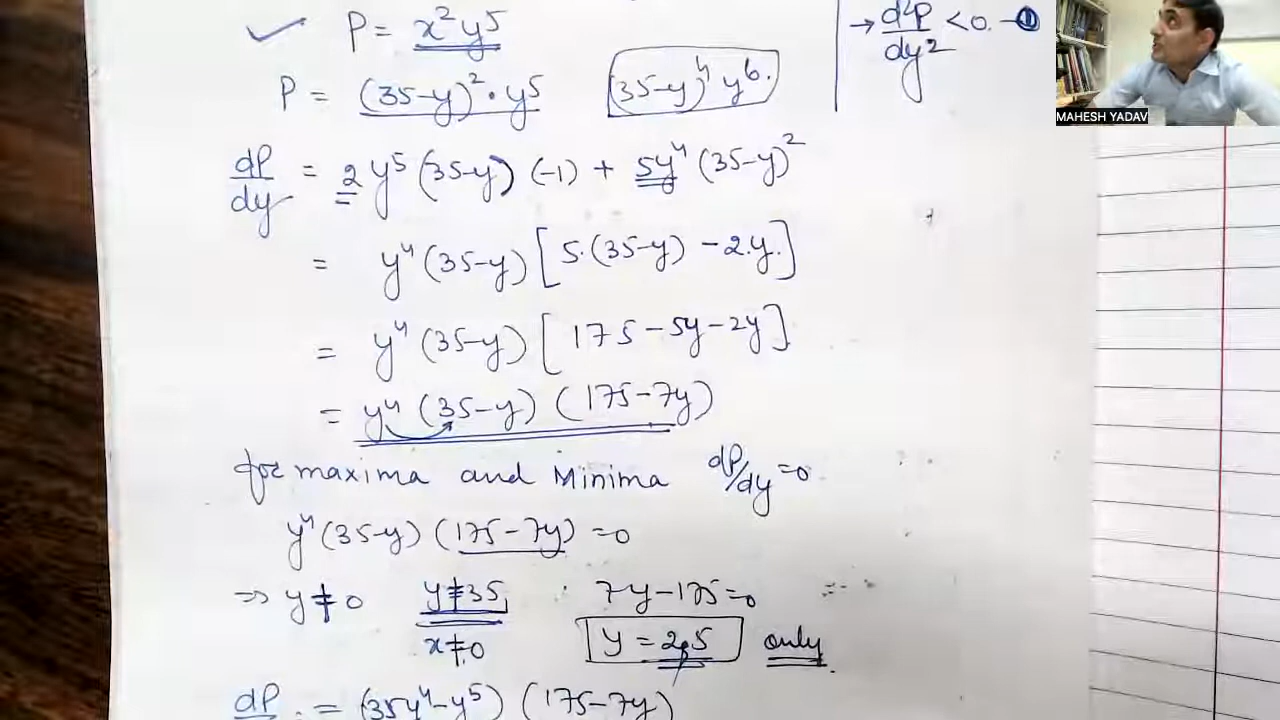 ✓ P = x²y⁵
→ d²P/dy² < 0. — ①
P = (35-y)²·y⁵ (35-y)⁴ y⁶.
MAHESH YADAV
dP/dy = 2 y⁵ (35-y) (-1) + 5y⁴ (35-y)²
= y⁴ (35-y) [5.(35-y) - 2.y.]
= y⁴ (35-y) [175 - 5y - 2y]
= y⁴ (35-y) (175-7y)
for maxima and Minima dP/dy = 0
y⁴ (35-y) (175-7y) = 0
⇒ y ≠ 0 y ≠ 35, 7y - 175 = 0
x ≠ 0 y = 25 only
dP = (35y⁴ - y⁵) (175-7y)